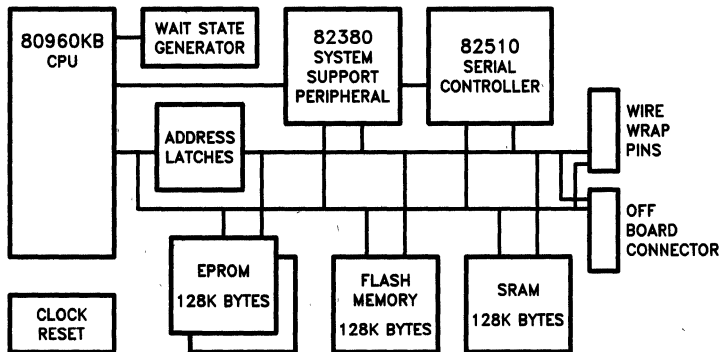 80960KB
CPU
WAIT STATE
GENERATOR
82380
SYSTEM
SUPPORT
PERIPHERAL
82510
SERIAL
CONTROLLER
ADDRESS
LATCHES
WIRE
WRAP
PINS
OFF
BOARD
CONNECTOR
EPROM
128K BYTES
FLASH
MEMORY
128K BYTES
SRAM
128K BYTES
CLOCK
RESET